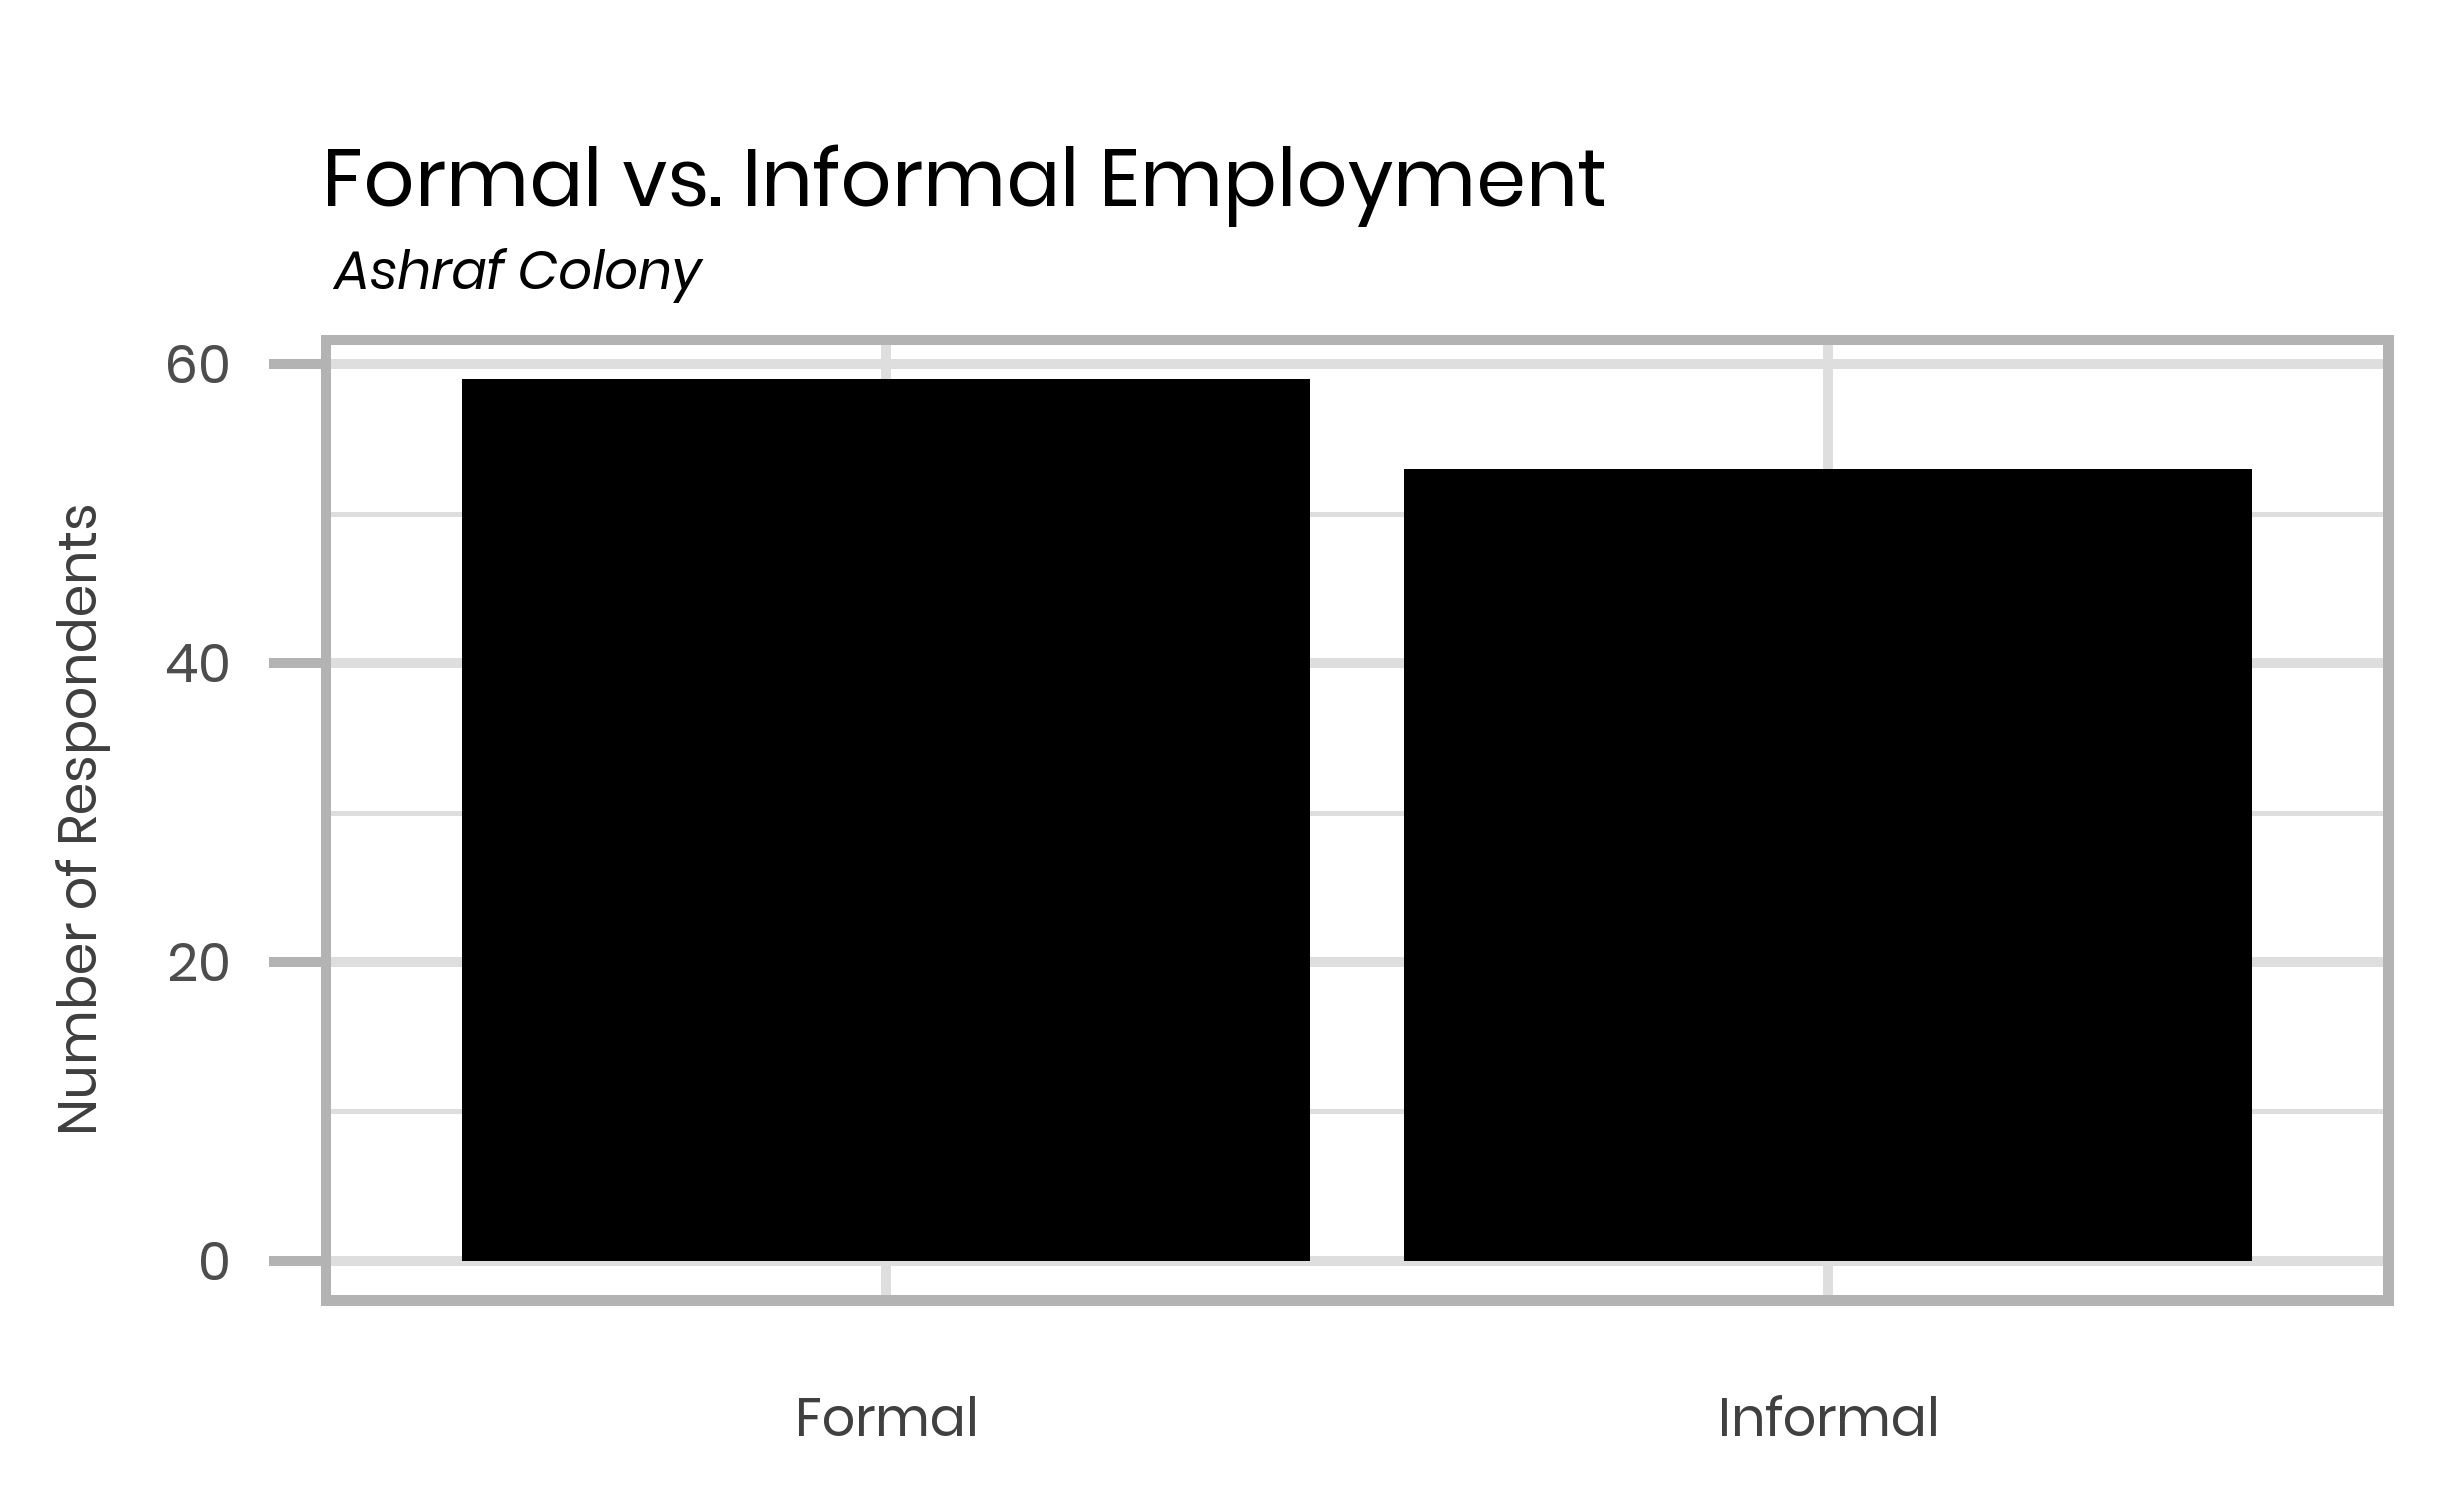 Formal vs. Informal Employment
Ashraf Colony
Number of Respondents
60
40
20
0
Formal
Informal